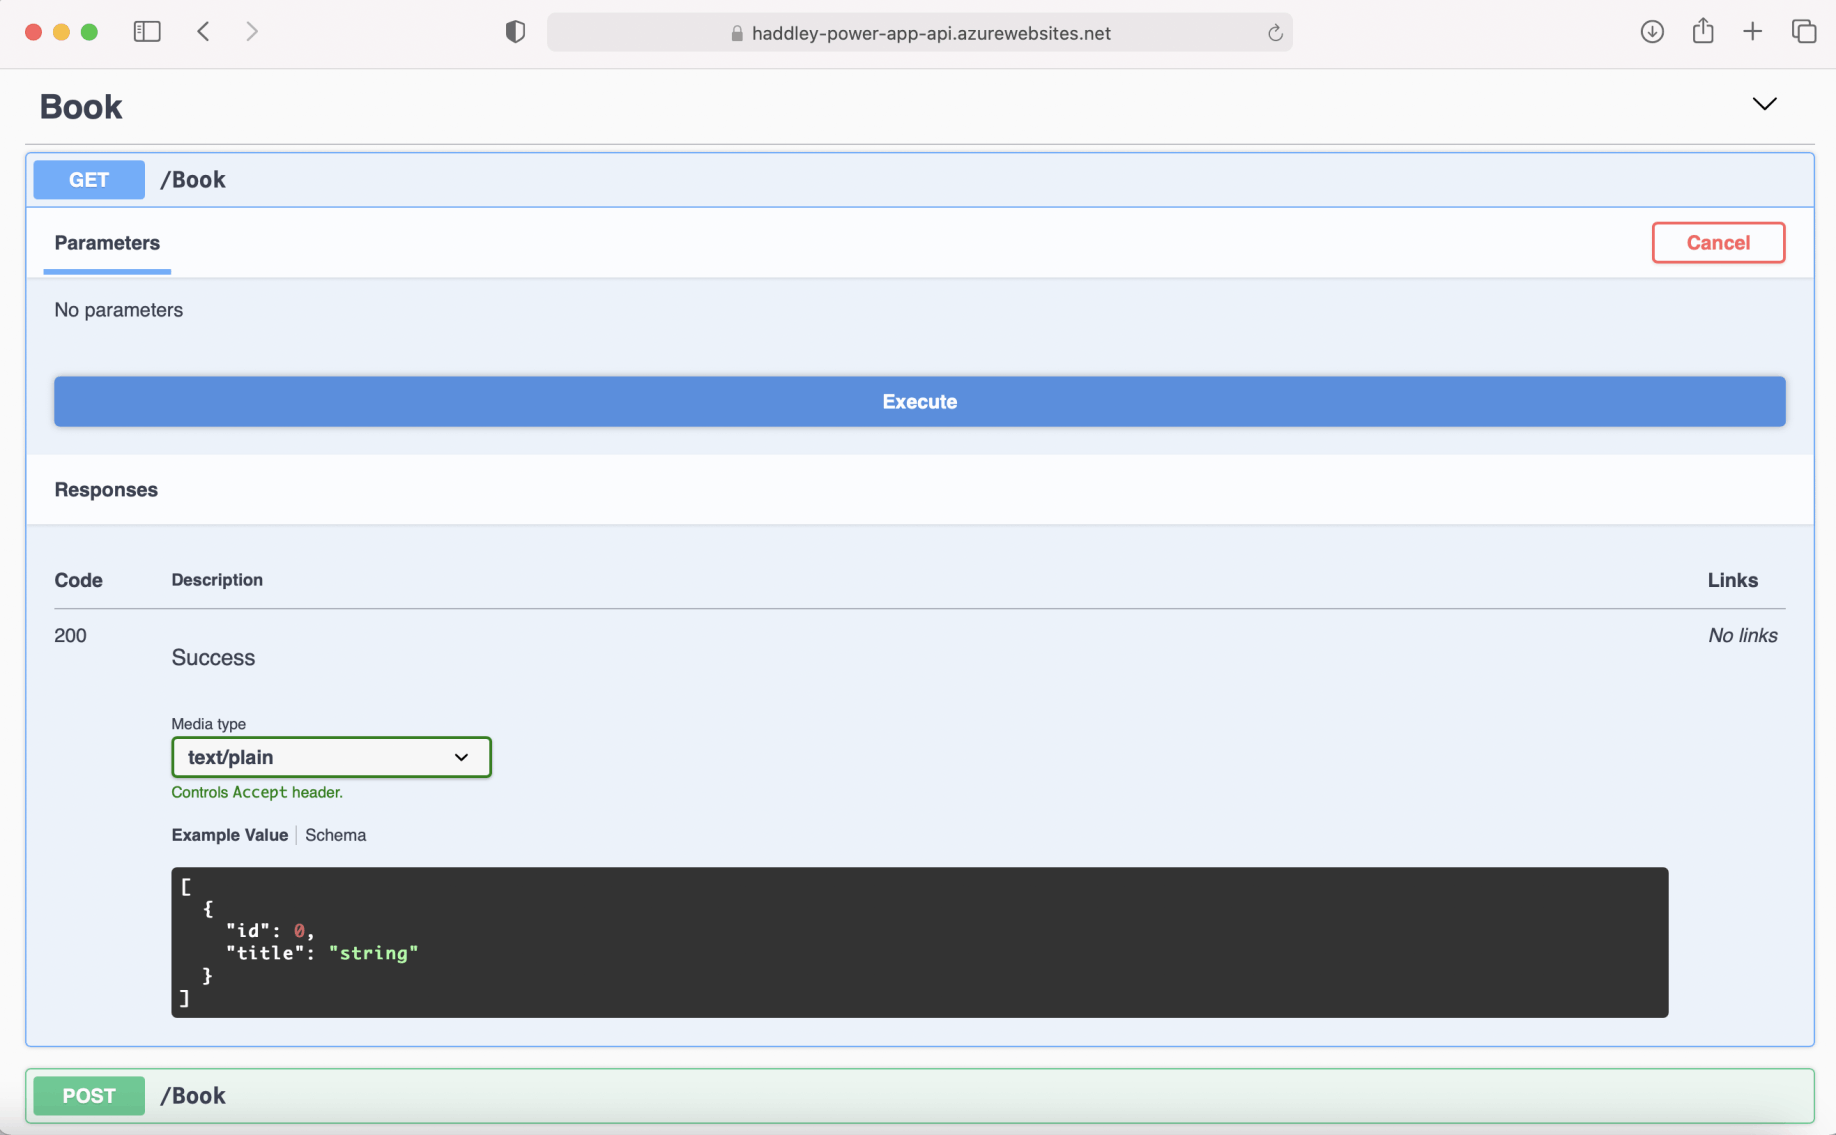 haddley-power-app-api.azurewebsites.net
Book
GET /Book
Parameters
Cancel
No parameters
Execute
Responses
Code Description Links
200 No links
Success
Media type
text/plain
Controls Accept header.
Example Value Schema
[
{
"id": 0,
"title": "string"
}
]
POST /Book